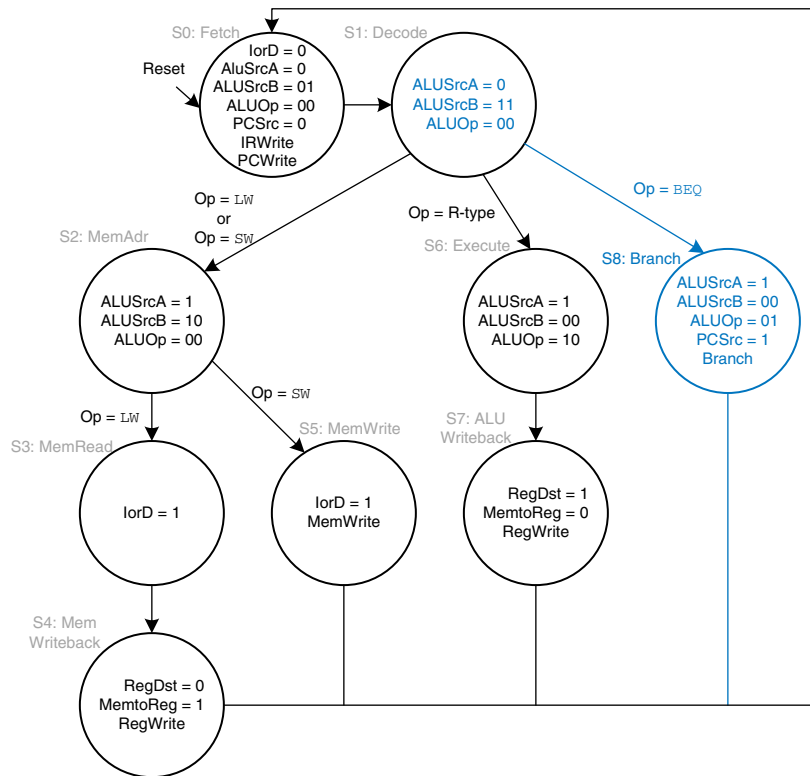 S0: Fetch
S1: Decode
Reset
IorD = 0
AluSrcA = 0
ALUSrcB = 01
ALUOp = 00
PCSrc = 0
IRWrite
PCWrite
ALUSrcA = 0
ALUSrcB = 11
ALUOp = 00
Op = LW
or
Op = SW
Op = R-type
Op = BEQ
S2: MemAdr
S6: Execute
S8: Branch
ALUSrcA = 1
ALUSrcB = 10
ALUOp = 00
ALUSrcA = 1
ALUSrcB = 00
ALUOp = 10
ALUSrcA = 1
ALUSrcB = 00
ALUOp = 01
PCSrc = 1
Branch
Op = LW
Op = SW
S3: MemRead
S5: MemWrite
S7: ALU
Writeback
IorD = 1
IorD = 1
MemWrite
RegDst = 1
MemtoReg = 0
RegWrite
S4: Mem
Writeback
RegDst = 0
MemtoReg = 1
RegWrite